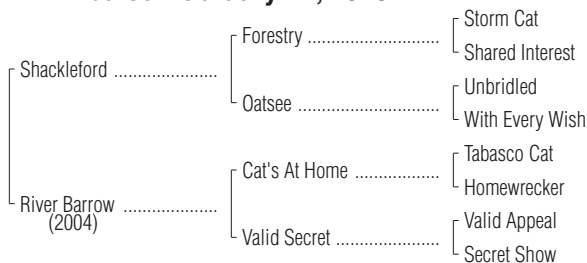 Storm Cat
Forestry ..............................
Shared Interest
Shackleford .......................
Unbridled
Oatsee ................................
With Every Wish
Tabasco Cat
Cat's At Home ...................
Homewrecker
River Barrow .....................
(2004)
Valid Appeal
Valid Secret .......................
Secret Show